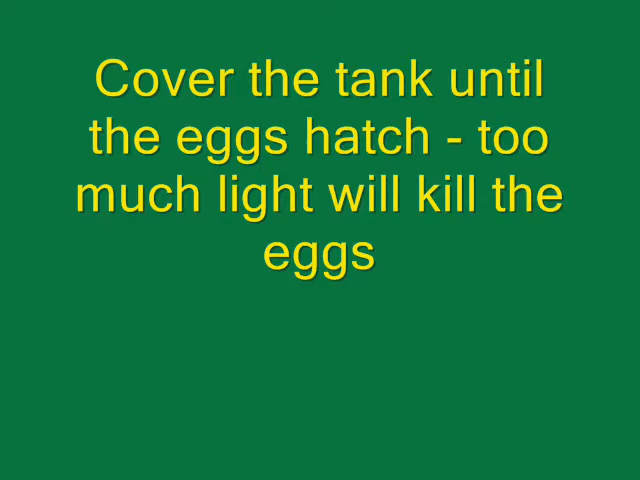 Cover the tank until
the eggs hatch - too
much light will kill the
eggs